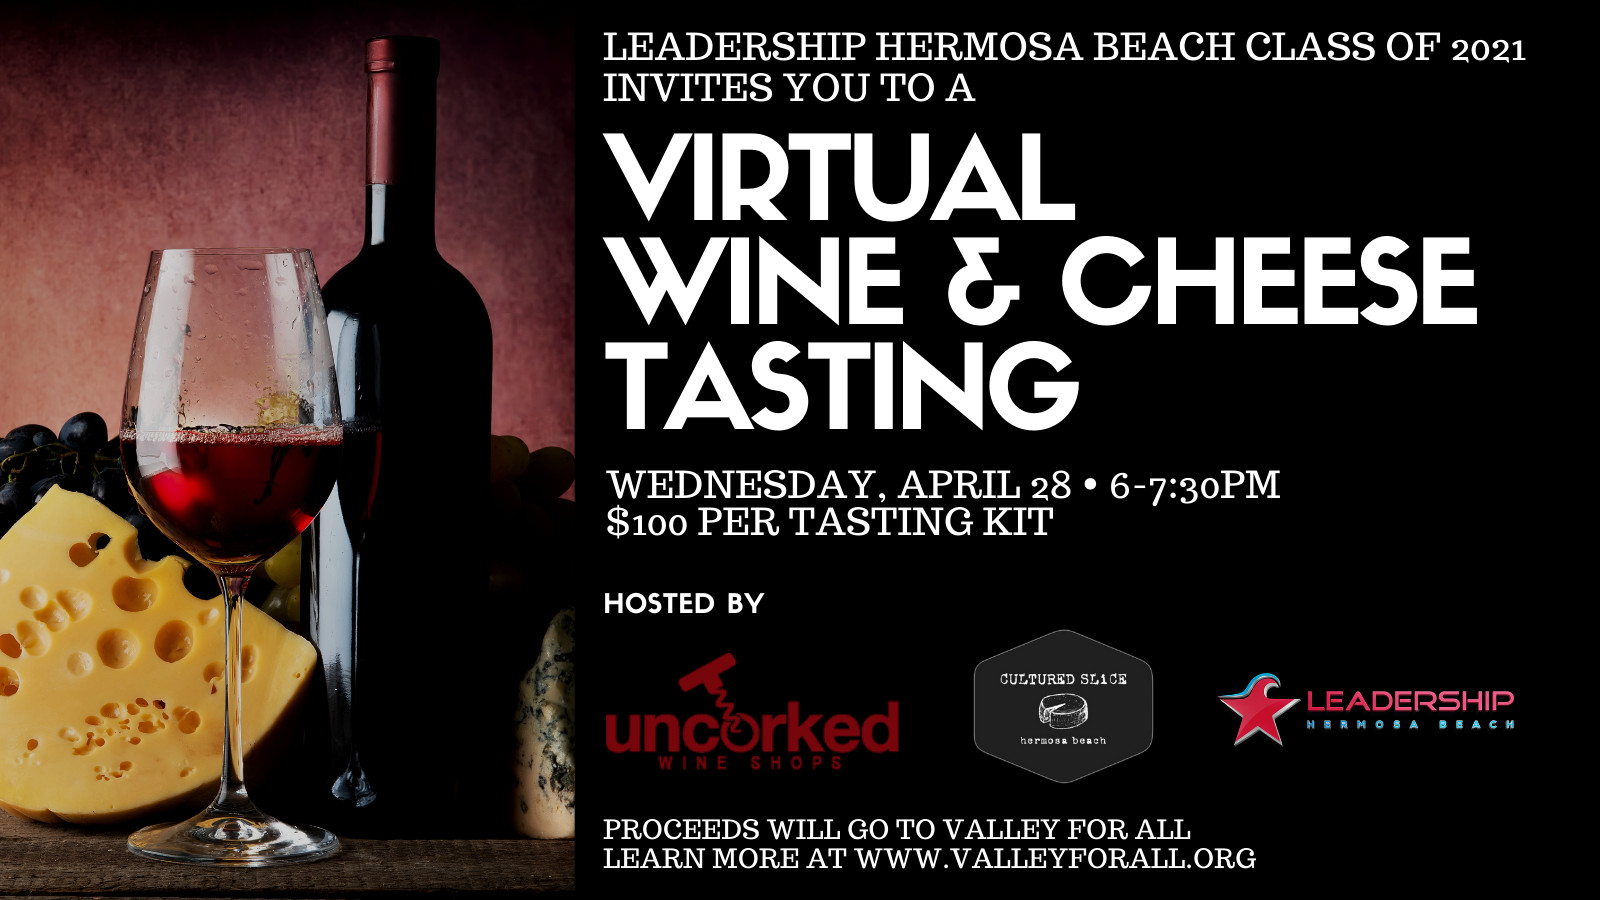 LEADERSHIP HERMOSA BEACH CLASS OF 2021
INVITES YOU TO A
VIRTUAL
WINE & CHEESE
TASTING
WEDNESDAY, APRIL 28 • 6-7:30PM
$100 PER TASTING KIT
HOSTED BY
uncorked
WINE SHOPS
CULTURED SLiCE
hermosa beach
LEADERSHIP
HERMOSA BEACH
PROCEEDS WILL GO TO VALLEY FOR ALL
LEARN MORE AT WWW.VALLEYFORALL.ORG